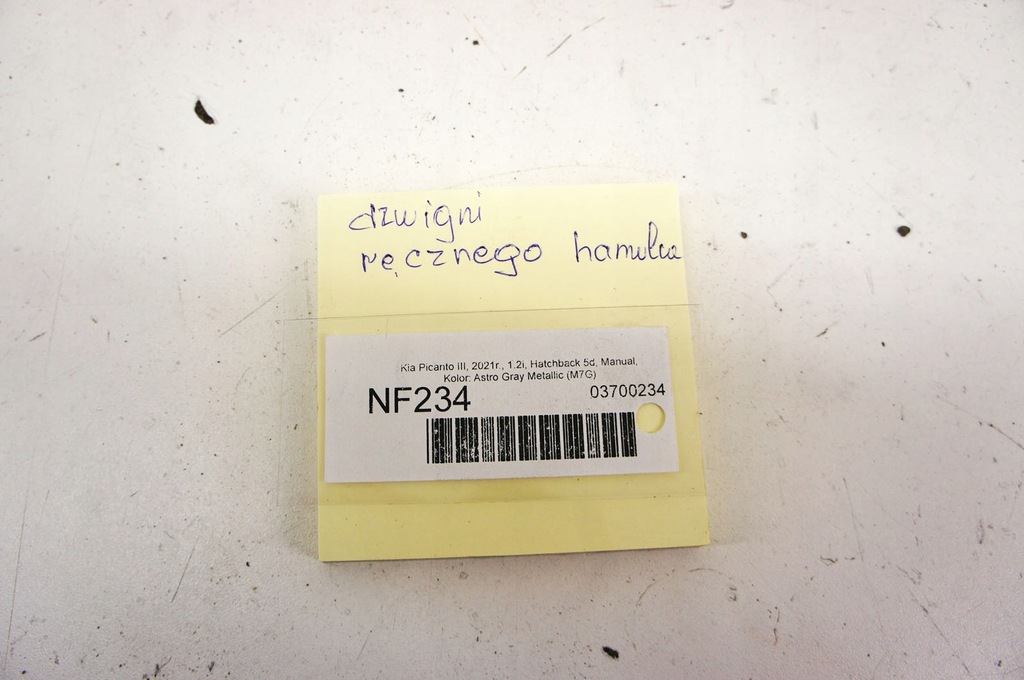 dzwigni
ręcznego hamulca
Kia Picanto III, 2021r., 1.2i, Hatchback 5d, Manual,
Kolor: Astro Gray Metallic (M7G)
NF234 03700234